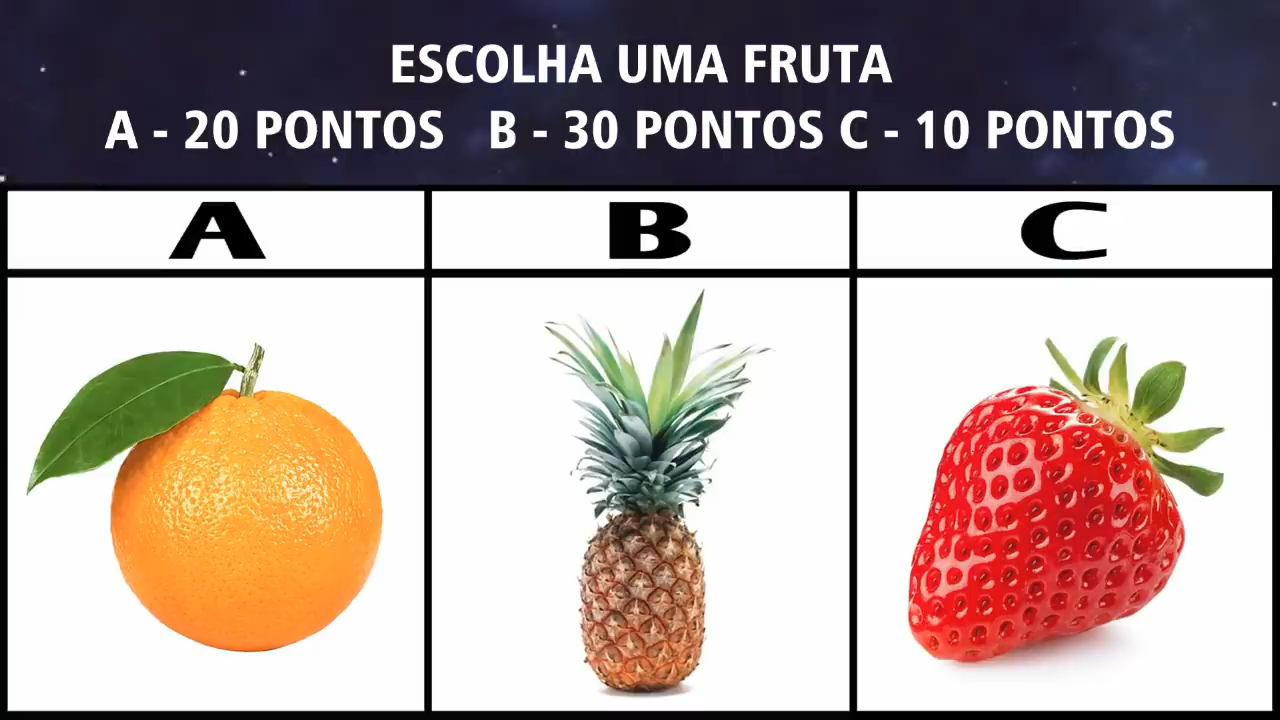 ESCOLHA UMA FRUTA
A - 20 PONTOS B - 30 PONTOS C - 10 PONTOS
A B C